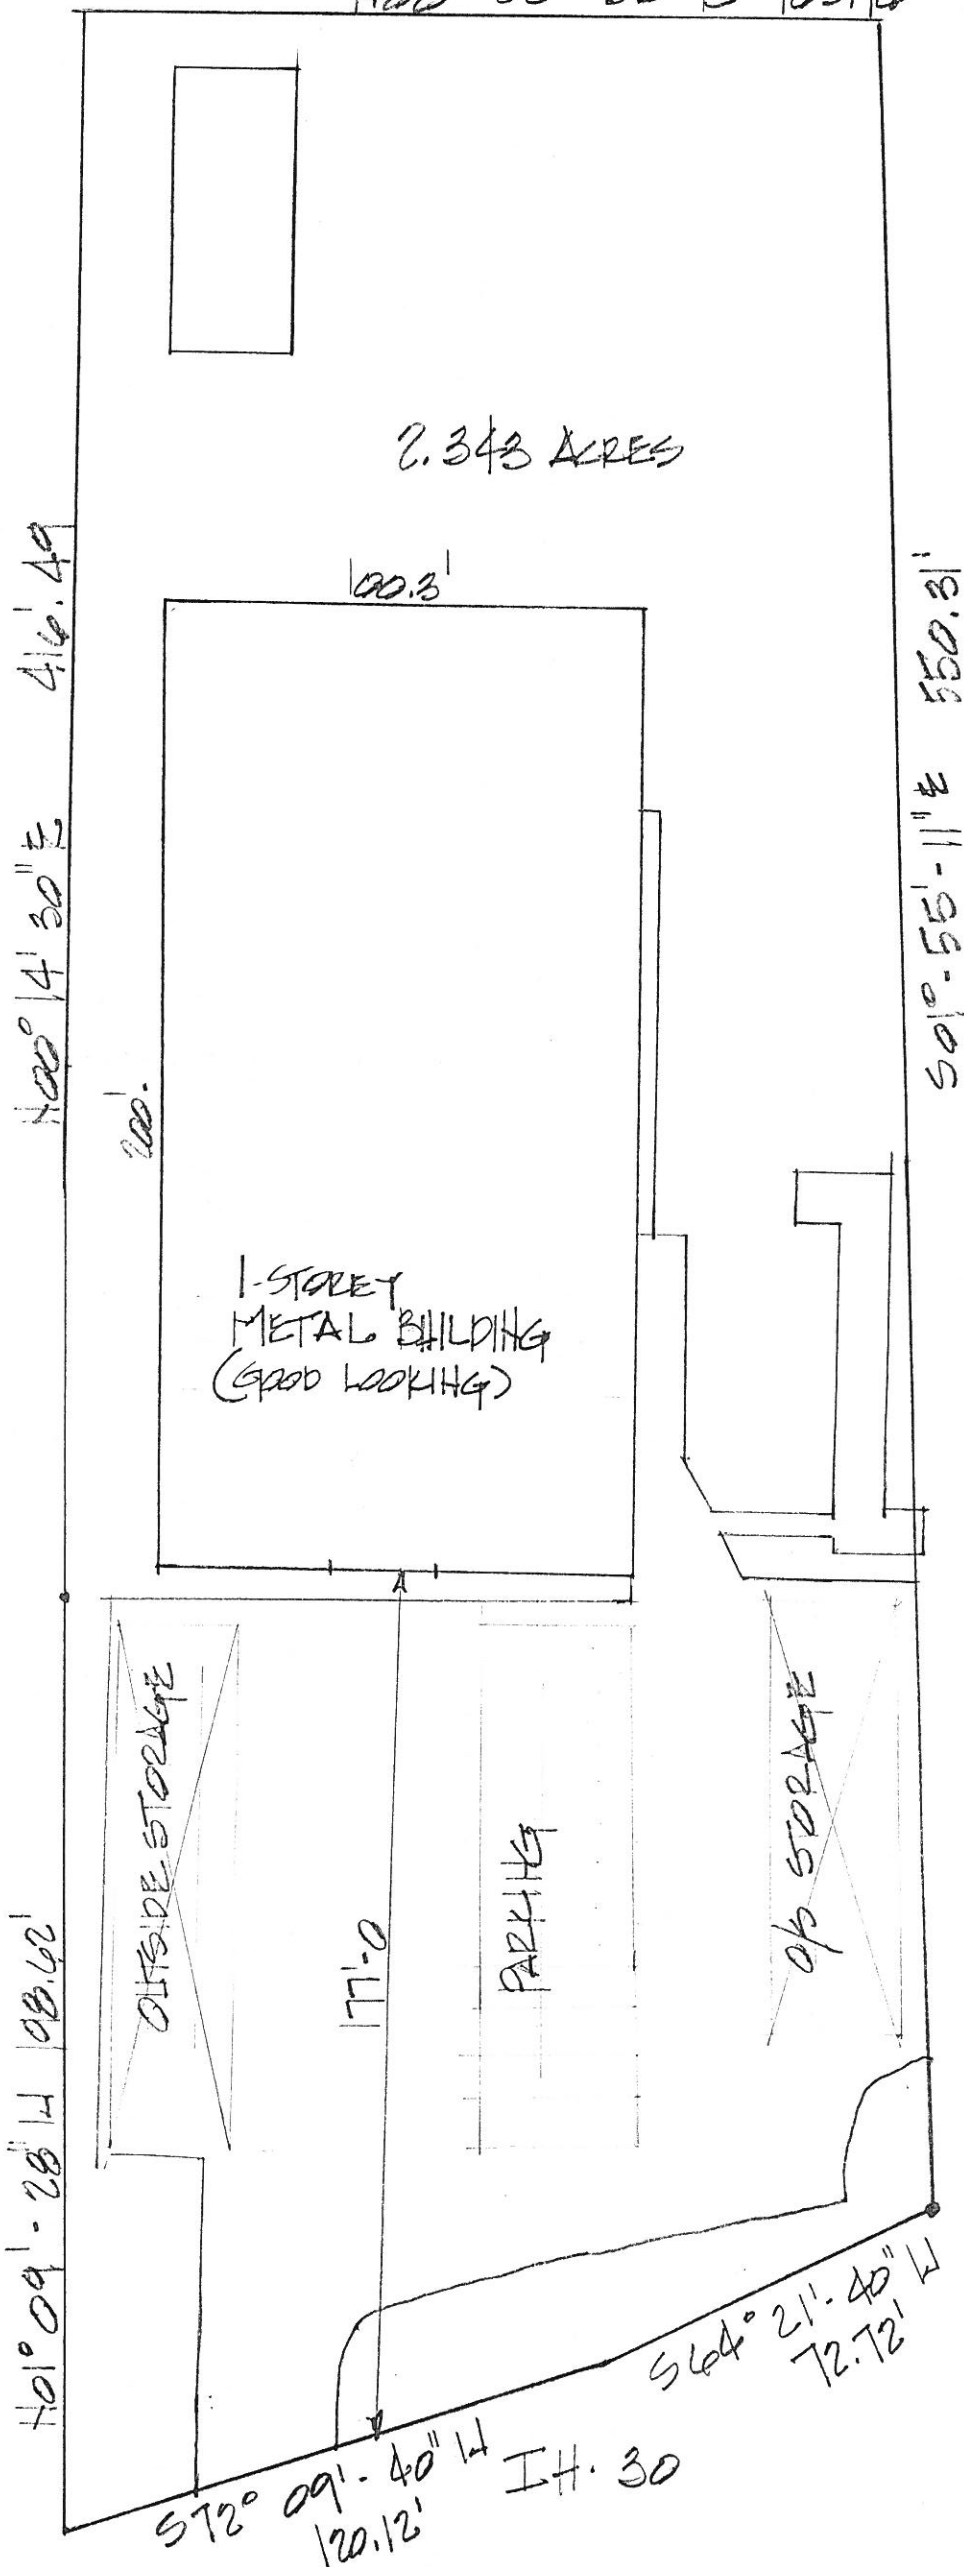 2.343 ACRES
100.3'
416'.49
N00° 14' 30" E
550.31'
S01°-55'-11" E
200.'
1-STOREY
METAL BUILDING
(GOOD LOOKING)
OUTSIDE STORAGE
177'-0
PARKING
O/S STORAGE
N01° 09'-28" W 198.62'
S64° 21'-40" W
72.72'
S72° 09'-40" W
120.12'
IH-30